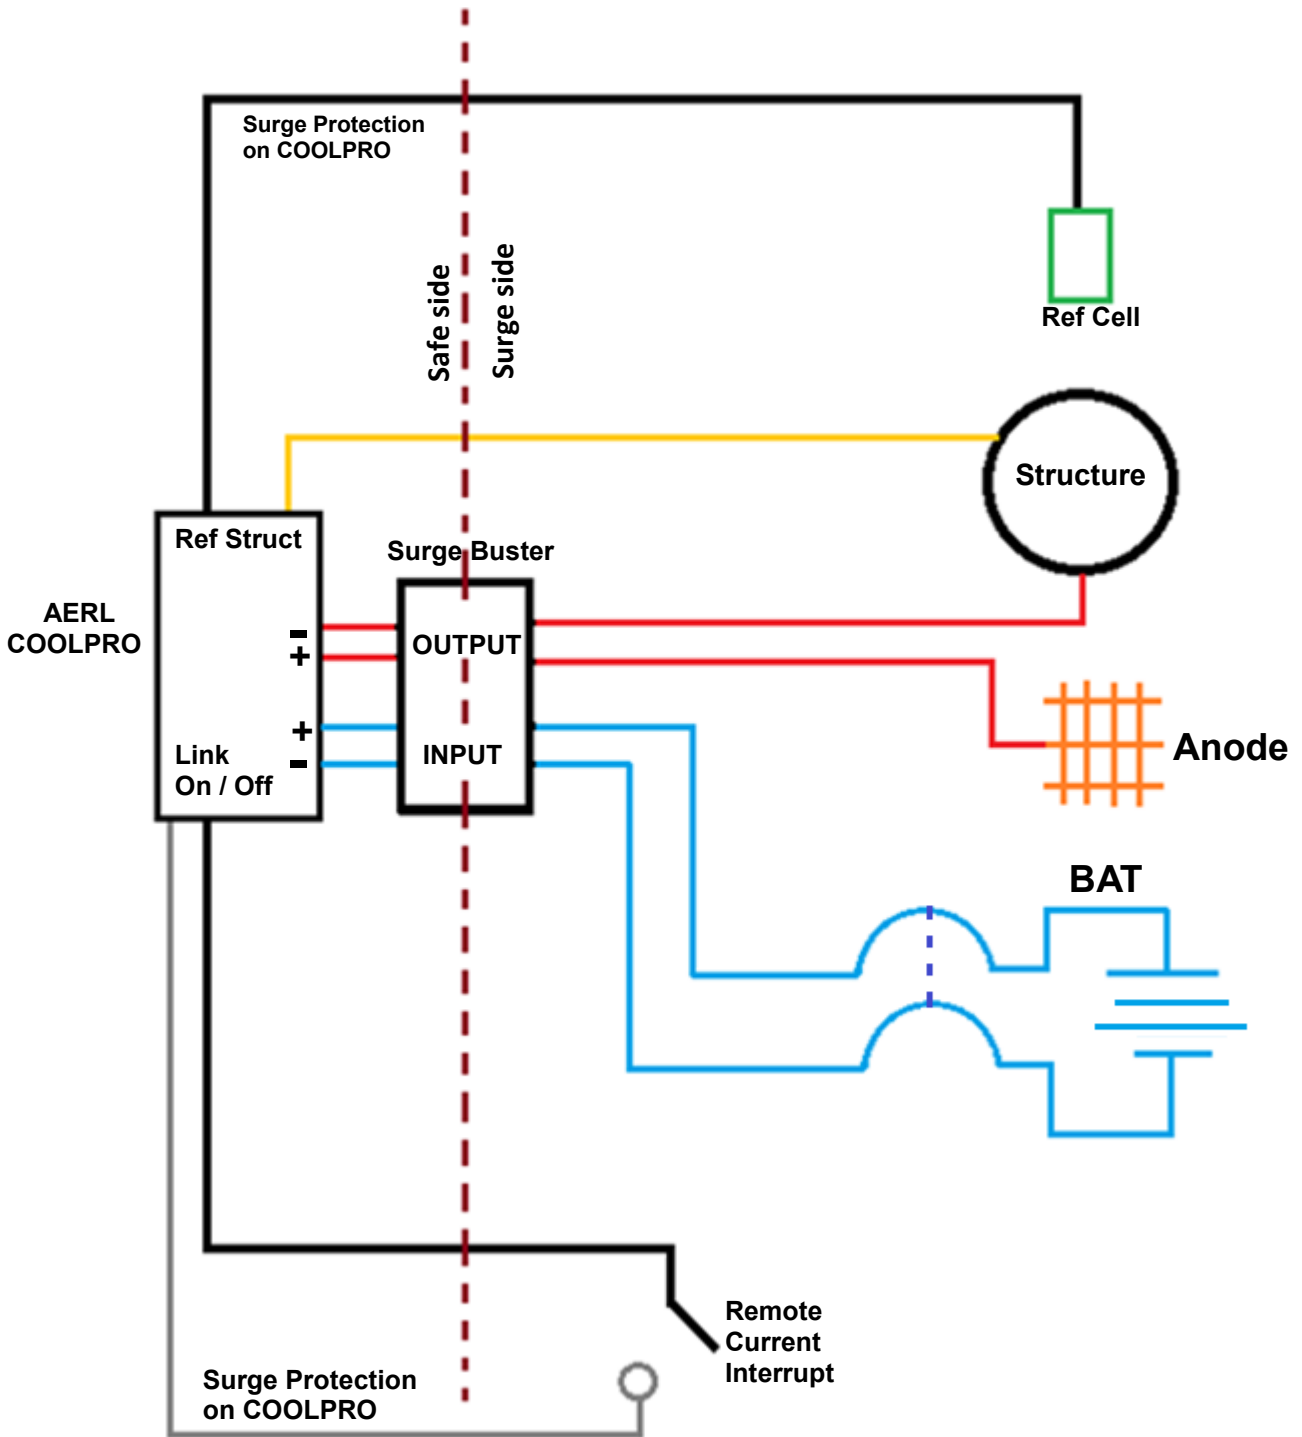 Surge Protection
on COOLPRO
Safe side
Surge side
Ref Cell
Structure
Ref Struct
Surge Buster
AERL
COOLPRO
-
+
OUTPUT
+
-
INPUT
Link
On / Off
Anode
BAT
Remote
Current
Interrupt
Surge Protection
on COOLPRO